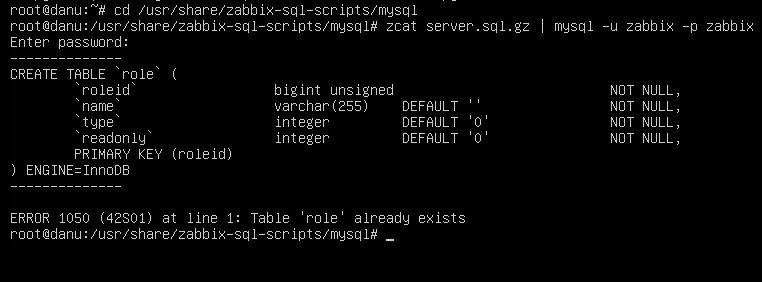 root@danu:~# cd /usr/share/zabbix-sql-scripts/mysql
root@danu:/usr/share/zabbix-sql-scripts/mysql# zcat server.sql.gz | mysql -u zabbix -p zabbix
Enter password:
--------------
CREATE TABLE `role` (
        `roleid`                 bigint unsigned                           NOT NULL,
        `name`                   varchar(255)    DEFAULT ''                NOT NULL,
        `type`                   integer         DEFAULT '0'               NOT NULL,
        `readonly`               integer         DEFAULT '0'               NOT NULL,
        PRIMARY KEY (roleid)
) ENGINE=InnoDB
--------------
ERROR 1050 (42S01) at line 1: Table 'role' already exists
root@danu:/usr/share/zabbix-sql-scripts/mysql# _